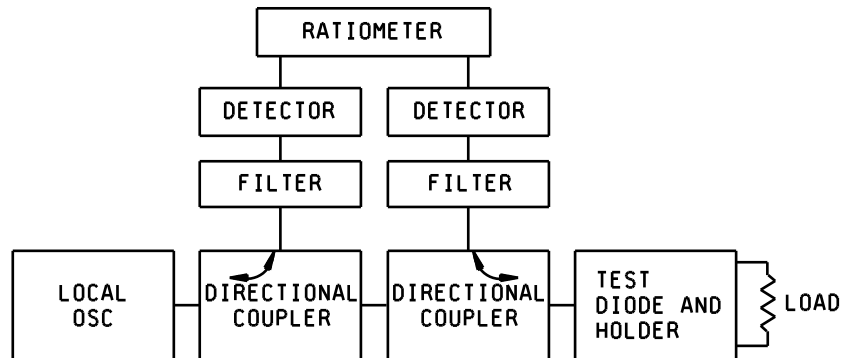 RATIOMETER
DETECTOR
DETECTOR
FILTER
FILTER
LOCAL
OSC
DIRECTIONAL
COUPLER
DIRECTIONAL
COUPLER
TEST
DIODE AND
HOLDER
LOAD